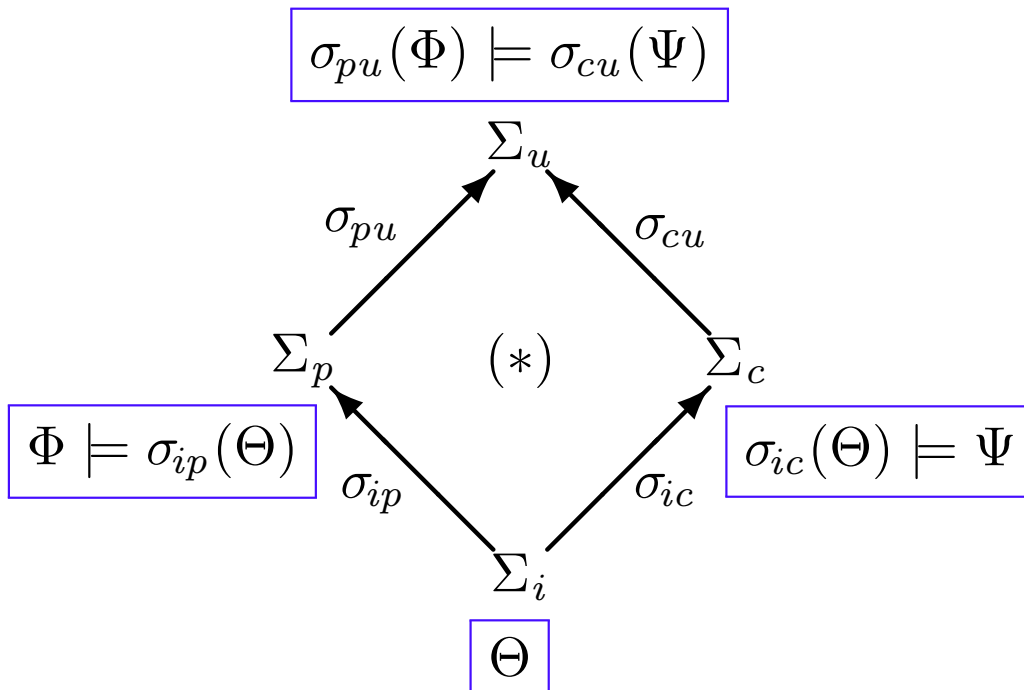 σ_{pu}(Φ) ⊨ σ_{cu}(Ψ)
Σ_u
σ_{pu} σ_{cu}
Σ_p (∗) Σ_c
Φ ⊨ σ_{ip}(Θ) σ_{ic}(Θ) ⊨ Ψ
σ_{ip} σ_{ic}
Σ_i
Θ